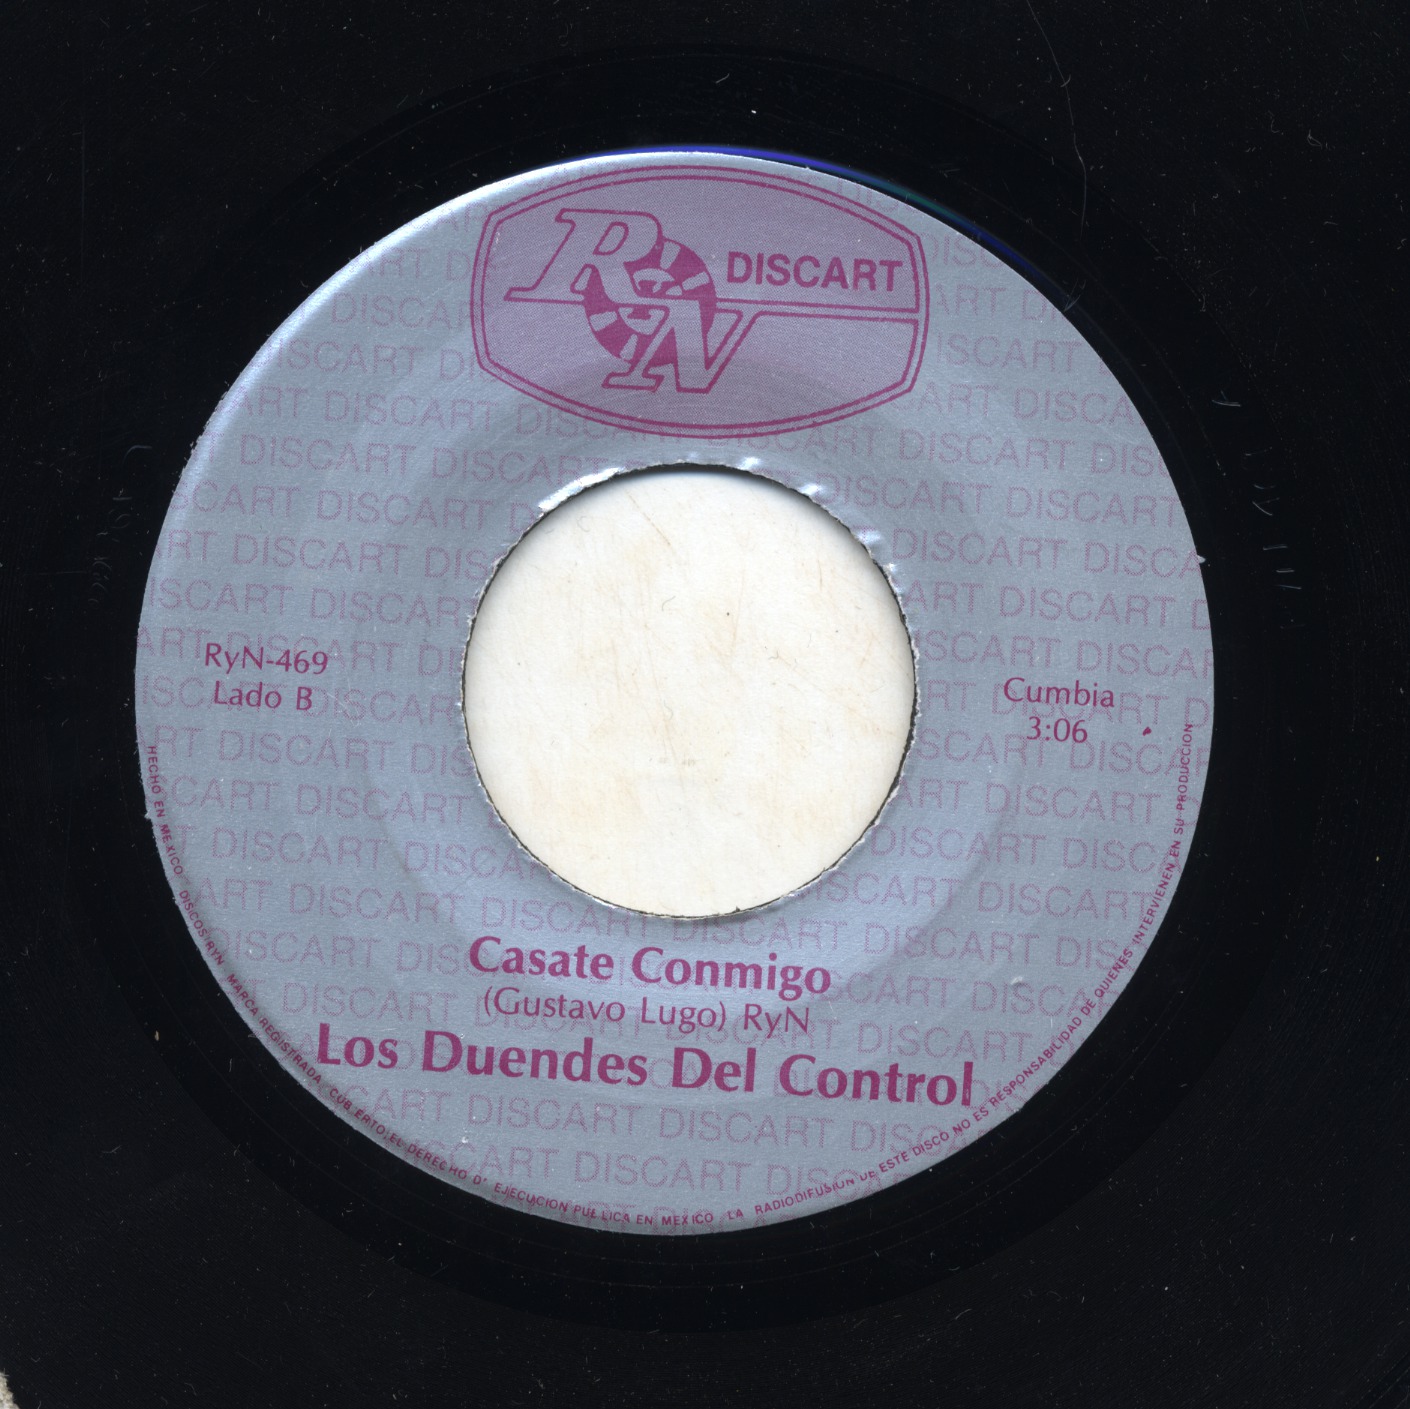 RN DISCART
RyN-469
Lado B
Cumbia
3:06
Casate Conmigo
(Gustavo Lugo) RyN
Los Duendes Del Control
HECHO EN MEXICO DISCOS RYN MARCA REGISTRADA CUBIERTO EL DERECHO D' EJECUCION PUBLICA EN MEXICO LA RADIODIFUSION DE ESTE DISCO NO ES RESPONSABILIDAD DE QUIENES INTERVIENEN EN SU PRODUCCION